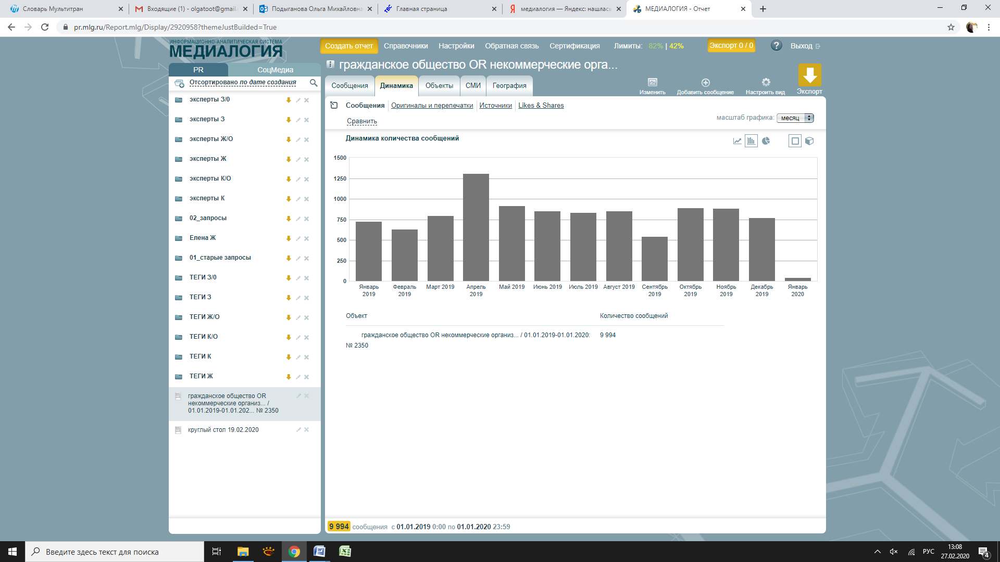 Словарь Мультитран
Входящие (1) - olgatoot@gmail.
Подыганова Ольга Михайловна
Главная страница
медиалогия — Яндекс: нашлась
МЕДИАЛОГИЯ - Отчет
pr.mlg.ru/Report.mlg/Display/2920958?themeJustBuilded=True
ИНФОРМАЦИОННО-АНАЛИТИЧЕСКАЯ СИСТЕМА
МЕДИАЛОГИЯ
Создать отчет Справочники Настройки Обратная связь Сертификация Лимиты: 82% | 42% Экспорт 0 / 0 ? Выход
PR СоцМедиа
Отсортировано по дате создания
эксперты З/0
эксперты З
эксперты Ж/О
эксперты Ж
эксперты К/О
эксперты К
02_запросы
Елена Ж
01_старые запросы
ТЕГИ З/0
ТЕГИ З
ТЕГИ Ж/О
ТЕГИ К/О
ТЕГИ К
ТЕГИ Ж
гражданское общество OR
некоммерческие организ... /
01.01.2019-01.01.202... № 2350
круглый стол 19.02.2020
гражданское общество OR некоммерческие орга...
Сообщения Динамика Объекты СМИ География
Изменить Добавить сообщение Настроить вид Экспорт
Сообщения Оригиналы и перепечатки Источники Likes & Shares
Сравнить
масштаб графика: месяц
Динамика количества сообщений
1500
1250
1000
750
500
250
0
Январь 2019
Февраль 2019
Март 2019
Апрель 2019
Май 2019
Июнь 2019
Июль 2019
Август 2019
Сентябрь 2019
Октябрь 2019
Ноябрь 2019
Декабрь 2019
Январь 2020
Объект Количество сообщений
гражданское общество OR некоммерческие организ... / 01.01.2019-01.01.2020: 9 994
№ 2350
9 994 сообщения с 01.01.2019 0:00 по 01.01.2020 23:59
Введите здесь текст для поиска
РУС
13:08
27.02.2020
4